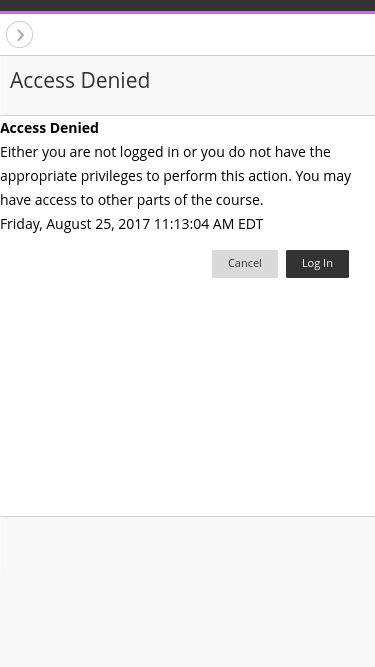 Access Denied
Access Denied
Either you are not logged in or you do not have the
appropriate privileges to perform this action. You may
have access to other parts of the course.
Friday, August 25, 2017 11:13:04 AM EDT
Cancel
Log In